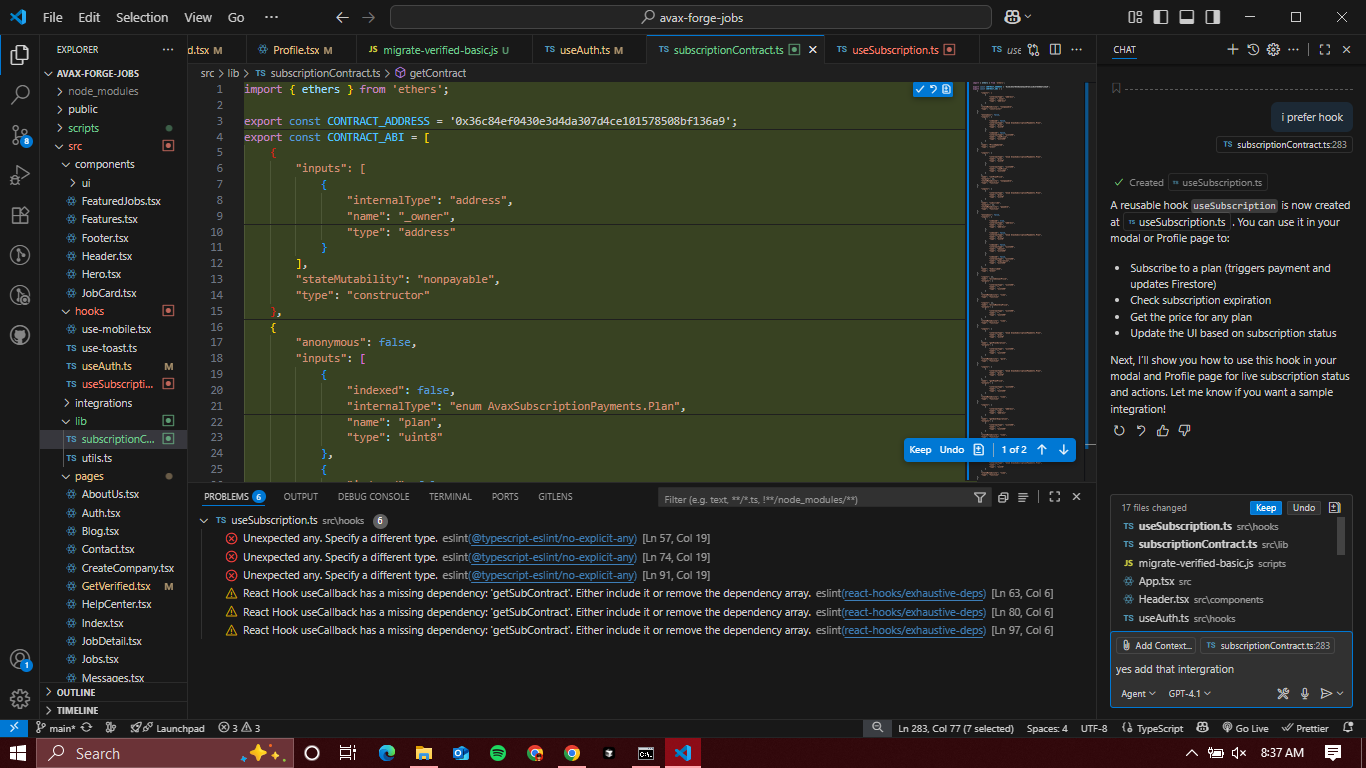 File Edit Selection View Go ··· avax-forge-jobs
EXPLORER ···
AVAX-FORGE-JOBS
node_modules
public
scripts
src
components
ui
FeaturedJobs.tsx
Features.tsx
Footer.tsx
Header.tsx
Hero.tsx
JobCard.tsx
hooks
use-mobile.tsx
use-toast.ts
useAuth.ts M
useSubscripti...
integrations
lib
TS subscriptionC...
TS utils.ts
pages
AboutUs.tsx
Auth.tsx
Blog.tsx
Contact.tsx
CreateCompany.tsx
GetVerified.tsx M
HelpCenter.tsx
Index.tsx
JobDetail.tsx
Jobs.tsx
Messages.tsx
OUTLINE
TIMELINE
8
1
d.tsx M Profile.tsx M JS migrate-verified-basic.js U TS useAuth.ts M TS subscriptionContract.ts TS useSubscription.ts TS use
src > lib > TS subscriptionContract.ts > getContract
1 import { ethers } from 'ethers';
2
3 export const CONTRACT_ADDRESS = '0x36c84ef0430e3d4da307d4ce101578508bf136a9';
4 export const CONTRACT_ABI = [
5 {
6 "inputs": [
7 {
8 "internalType": "address",
9 "name": "_owner",
10 "type": "address"
11 }
12 ],
13 "stateMutability": "nonpayable",
14 "type": "constructor"
15 },
16 {
17 "anonymous": false,
18 "inputs": [
19 {
20 "indexed": false,
21 "internalType": "enum AvaxSubscriptionPayments.Plan",
22 "name": "plan",
23 "type": "uint8"
24 },
25 {
Keep Undo 1 of 2
PROBLEMS 6 OUTPUT DEBUG CONSOLE TERMINAL PORTS GITLENS Filter (e.g. text, **/*.ts, !**/node_modules/**)
TS useSubscription.ts src\hooks 6
Unexpected any. Specify a different type. eslint(@typescript-eslint/no-explicit-any) [Ln 57, Col 19]
Unexpected any. Specify a different type. eslint(@typescript-eslint/no-explicit-any) [Ln 74, Col 19]
Unexpected any. Specify a different type. eslint(@typescript-eslint/no-explicit-any) [Ln 91, Col 19]
React Hook useCallback has a missing dependency: 'getSubContract'. Either include it or remove the dependency array. eslint(react-hooks/exhaustive-deps) [Ln 63, Col 6]
React Hook useCallback has a missing dependency: 'getSubContract'. Either include it or remove the dependency array. eslint(react-hooks/exhaustive-deps) [Ln 80, Col 6]
React Hook useCallback has a missing dependency: 'getSubContract'. Either include it or remove the dependency array. eslint(react-hooks/exhaustive-deps) [Ln 97, Col 6]
CHAT
i prefer hook
TS subscriptionContract.ts:283
Created TS useSubscription.ts
A reusable hook useSubscription is now created
at TS useSubscription.ts . You can use it in your
modal or Profile page to:
• Subscribe to a plan (triggers payment and
updates Firestore)
• Check subscription expiration
• Get the price for any plan
• Update the UI based on subscription status
Next, I'll show you how to use this hook in your
modal and Profile page for live subscription status
and actions. Let me know if you want a sample
integration!
17 files changed Keep Undo
TS useSubscription.ts src\hooks
TS subscriptionContract.ts src\lib
JS migrate-verified-basic.js scripts
App.tsx src
Header.tsx src\components
TS useAuth.ts src\hooks
Add Context... TS subscriptionContract.ts:283
yes add that intergration
Agent GPT-4.1
main* Launchpad 3 3 Ln 283, Col 77 (7 selected) Spaces: 4 UTF-8 {} TypeScript Go Live Prettier
Search 8:37 AM